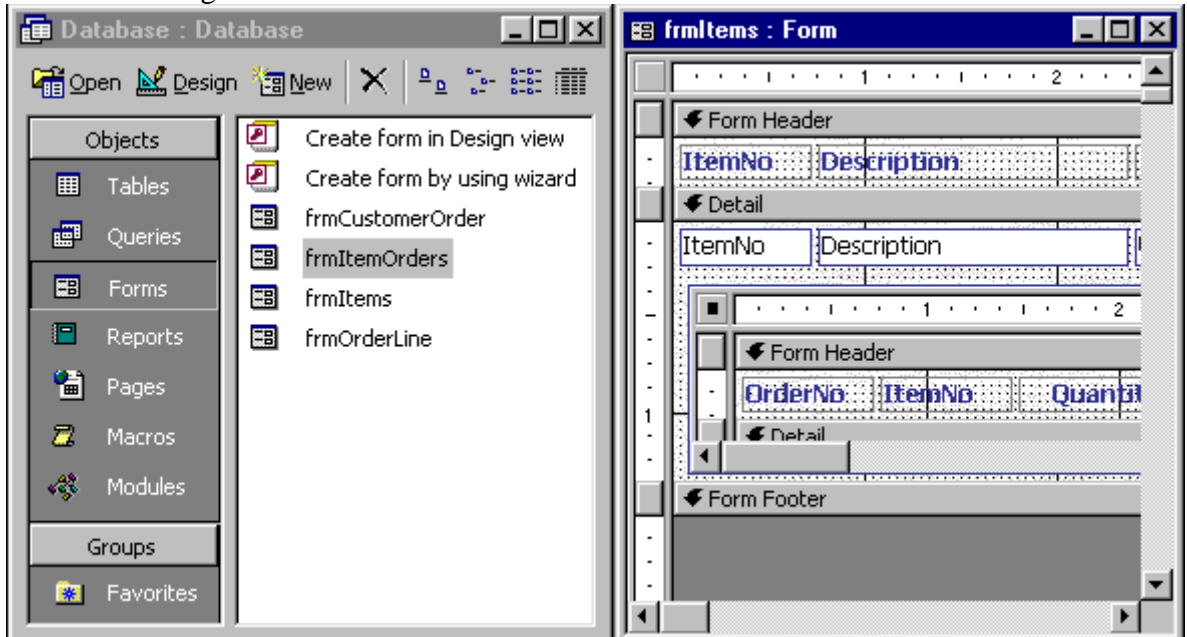 Database : Database
Open Design New
Objects
Tables
Queries
Forms
Reports
Pages
Macros
Modules
Groups
Favorites
Create form in Design view
Create form by using wizard
frmCustomerOrder
frmItemOrders
frmItems
frmOrderLine
frmItems : Form
1 2
Form Header
ItemNo Description
Detail
ItemNo Description
1 2
Form Header
OrderNo ItemNo Quantit
1
Detail
Form Footer